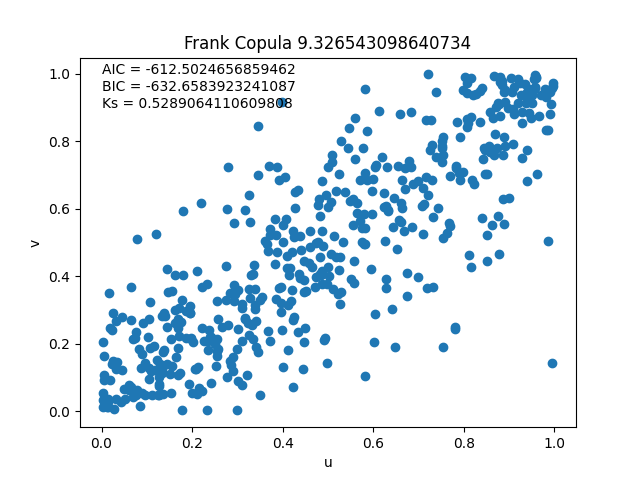 Frank Copula 9.326543098640734
AIC = -612.5024656859462
BIC = -632.6583923241087
Ks = 0.5289064110609808
1.0
0.8
0.6
0.4
0.2
0.0
v
0.0 0.2 0.4 0.6 0.8 1.0
u